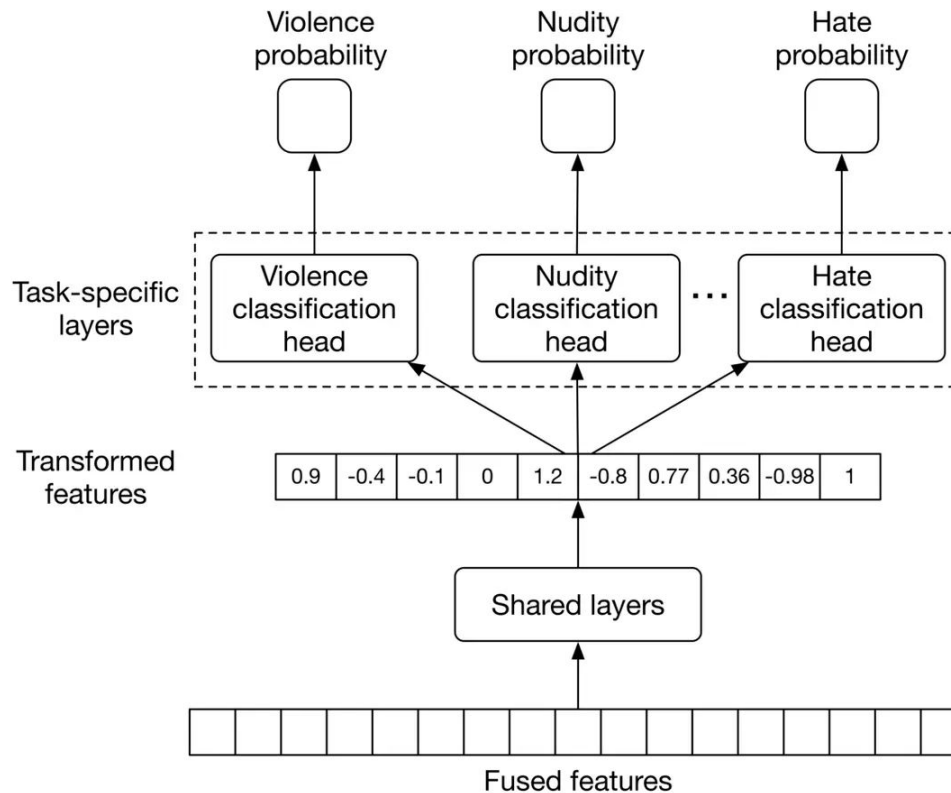 Violence
probability
Nudity
probability
Hate
probability
Task-specific
layers
Violence
classification
head
Nudity
classification
head
...
Hate
classification
head
Transformed
features
0.9 -0.4 -0.1 0 1.2 -0.8 0.77 0.36 -0.98 1
Shared layers
Fused features